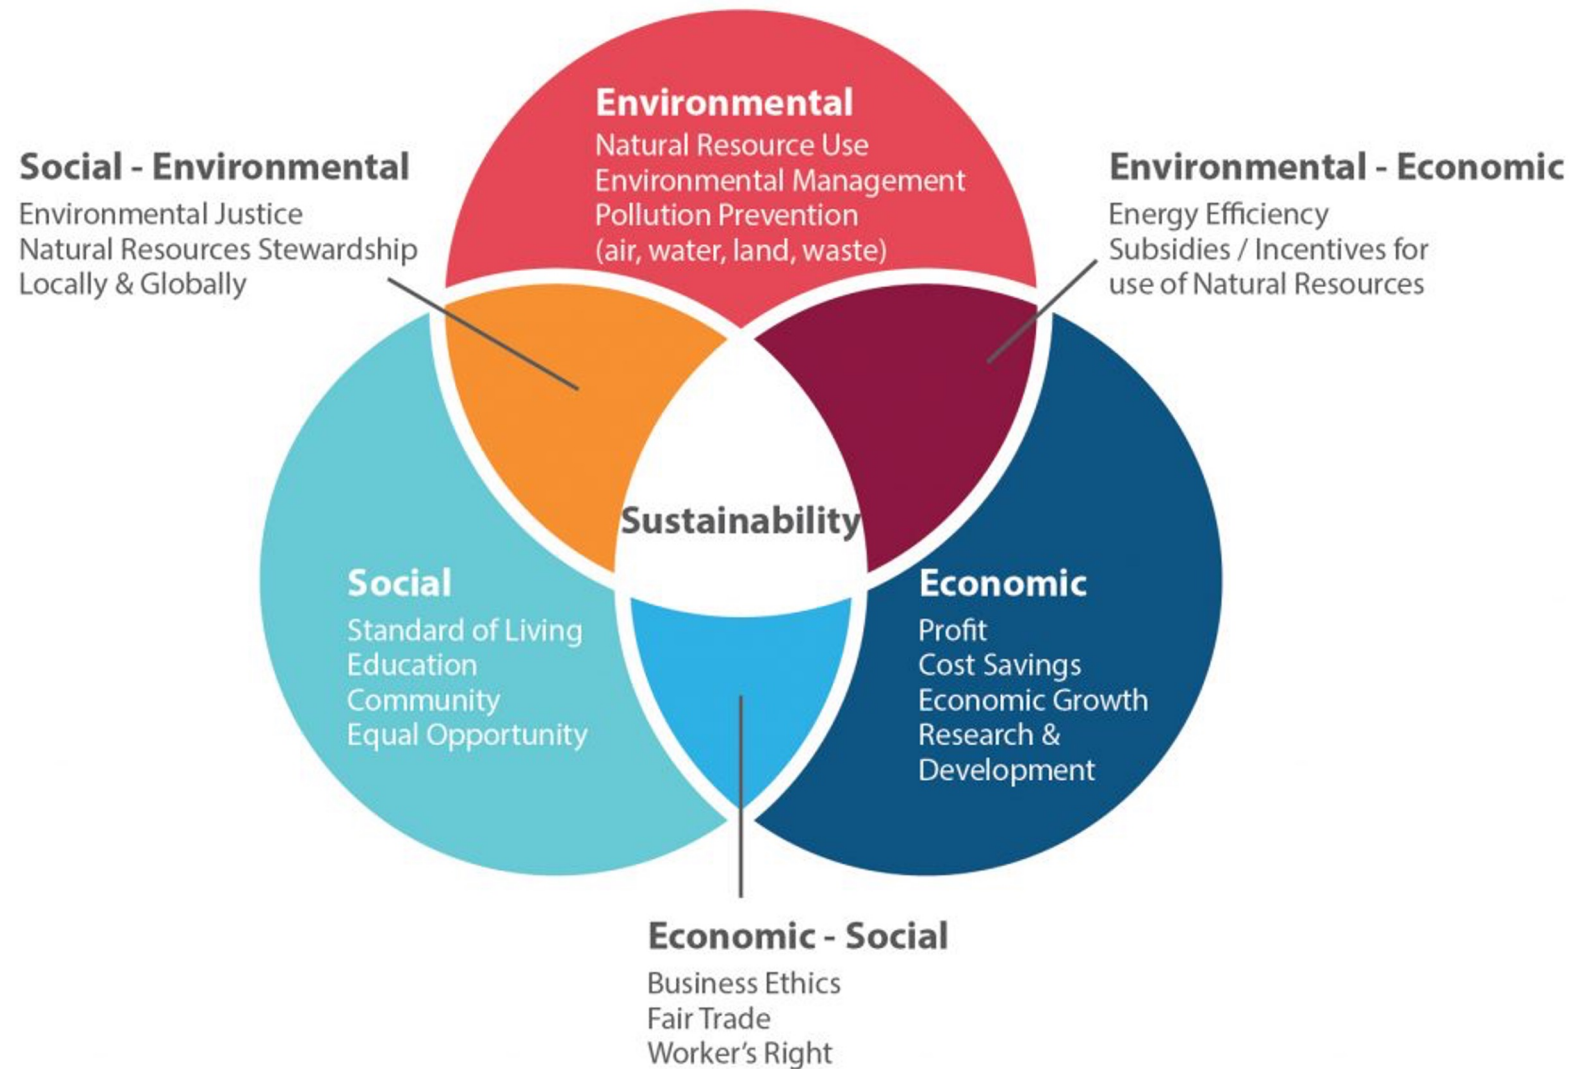 Environmental
Natural Resource Use
Environmental Management
Pollution Prevention
(air, water, land, waste)
Social - Environmental
Environmental Justice
Natural Resources Stewardship
Locally & Globally
Environmental - Economic
Energy Efficiency
Subsidies / Incentives for
use of Natural Resources
Sustainability
Social
Standard of Living
Education
Community
Equal Opportunity
Economic
Profit
Cost Savings
Economic Growth
Research &
Development
Economic - Social
Business Ethics
Fair Trade
Worker’s Right